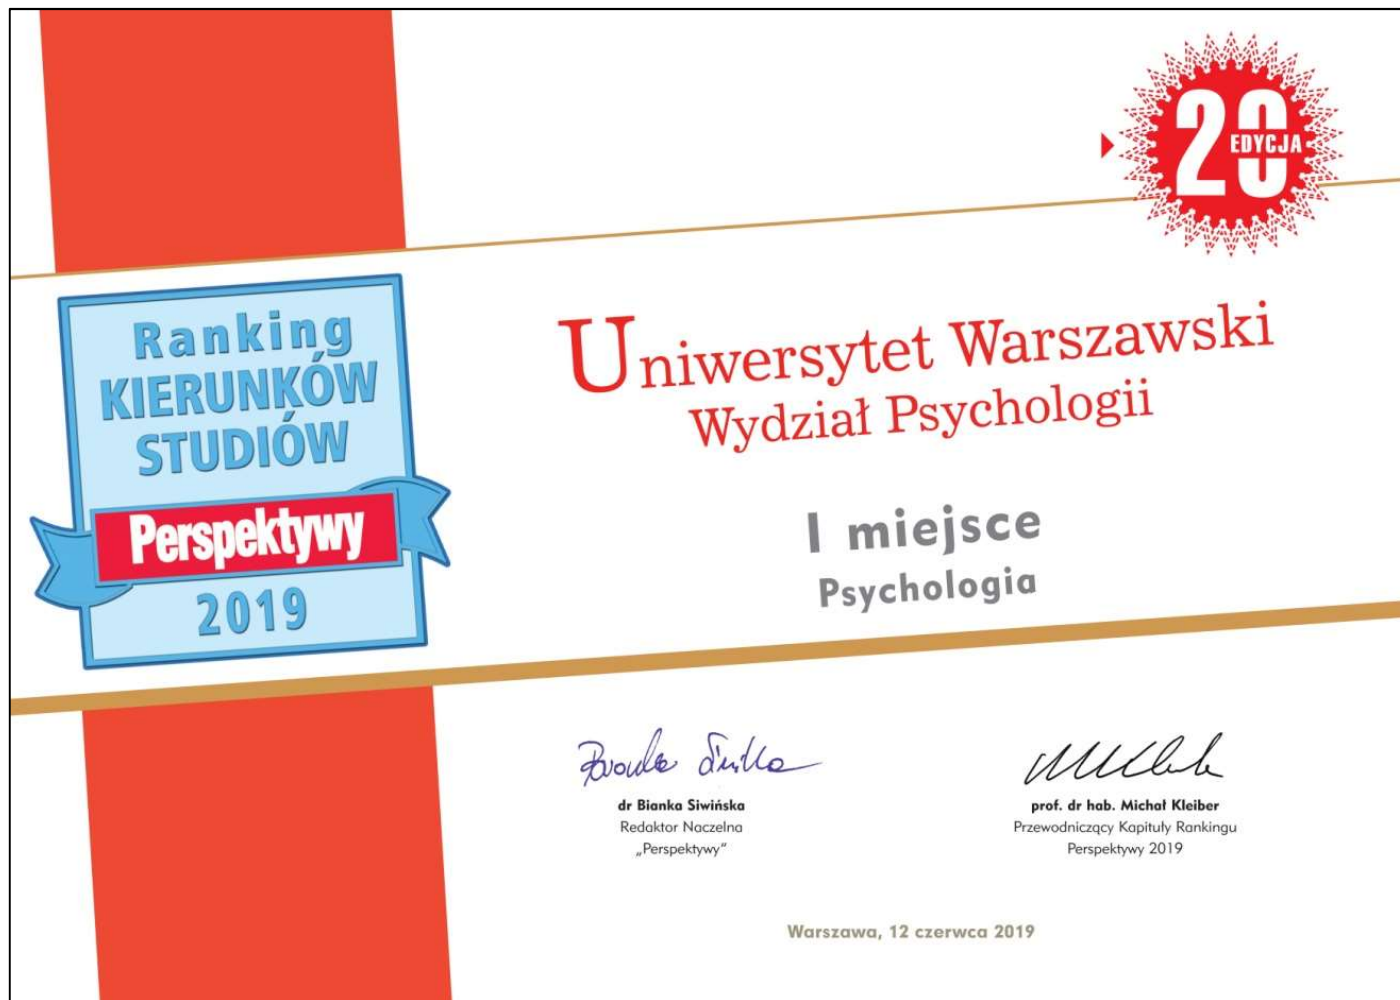 20
EDYCJA
Ranking
KIERUNKÓW
STUDIÓW
Perspektywy
2019
Uniwersytet Warszawski
Wydział Psychologii
I miejsce
Psychologia
dr Bianka Siwińska
Redaktor Naczelna
„Perspektywy“
prof. dr hab. Michał Kleiber
Przewodniczący Kapituły Rankingu
Perspektywy 2019
Warszawa, 12 czerwca 2019